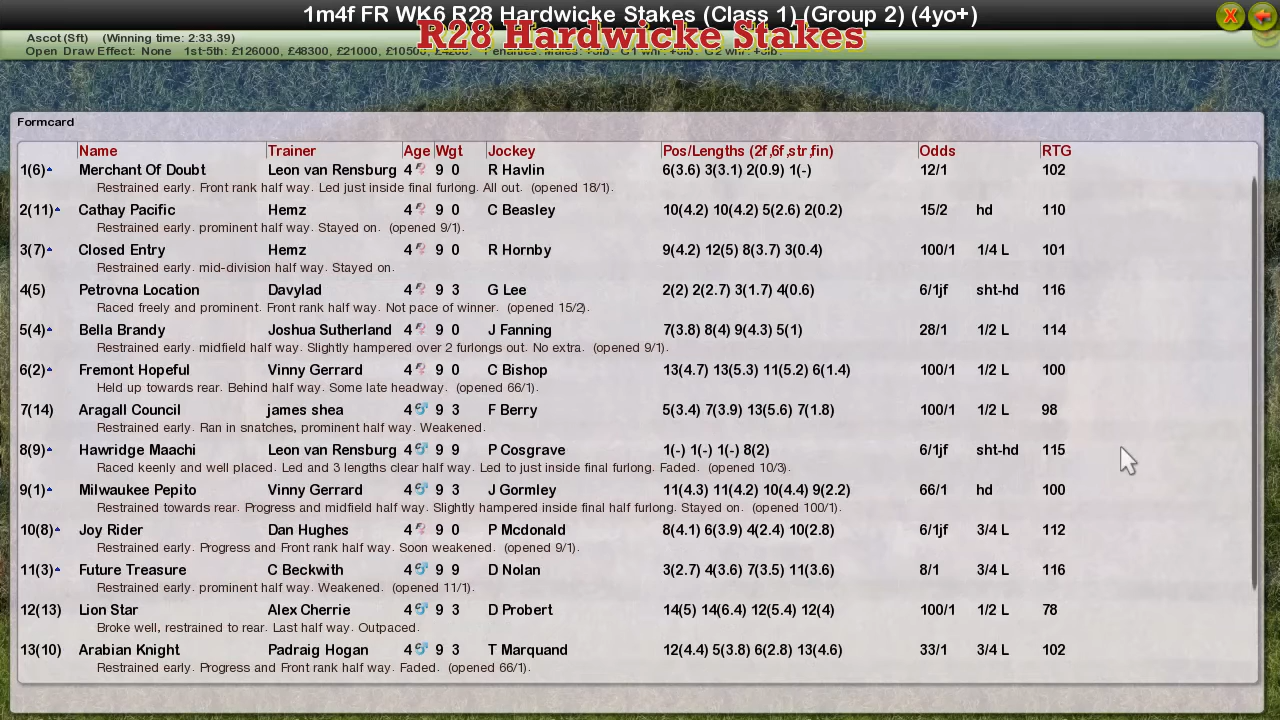 1m4f FR WK6 R28 Hardwicke Stakes (Class 1) (Group 2) (4yo+)
R28 Hardwicke Stakes
Ascot(Sft) (Winning time: 2:33.39)
Open Draw Effect: None 1st-5th: £126000, £48300, £21000, £10500, £4200. Penalties: Males: +3lb. G1 wnr: +5lb. G2 wnr: +3lb.
Formcard
Name Trainer Age Wgt Jockey Pos/Lengths (2f,6f,str,fin) Odds RTG
1(6) Merchant Of Doubt Leon van Rensburg 4 9 0 R Havlin 6(3.6) 3(3.1) 2(0.9) 1(-) 12/1 102
Restrained early. Front rank half way. Led just inside final furlong. All out. (opened 18/1).
2(11) Cathay Pacific Hemz 4 9 0 C Beasley 10(4.2) 10(4.2) 5(2.6) 2(0.2) 15/2 hd 110
Restrained early. prominent half way. Stayed on. (opened 9/1).
3(7) Closed Entry Hemz 4 9 0 R Hornby 9(4.2) 12(5) 8(3.7) 3(0.4) 100/1 1/4 L 101
Restrained early. mid-division half way. Stayed on.
4(5) Petrovna Location Davylad 4 9 3 G Lee 2(2) 2(2.7) 3(1.7) 4(0.6) 6/1jf sht-hd 116
Raced freely and prominent. Front rank half way. Not pace of winner. (opened 15/2).
5(4) Bella Brandy Joshua Sutherland 4 9 0 J Fanning 7(3.8) 8(4) 9(4.3) 5(1) 28/1 1/2 L 114
Restrained early. midfield half way. Slightly hampered over 2 furlongs out. No extra. (opened 9/1).
6(2) Fremont Hopeful Vinny Gerrard 4 9 0 C Bishop 13(4.7) 13(5.3) 11(5.2) 6(1.4) 100/1 1/2 L 100
Held up towards rear. Behind half way. Some late headway. (opened 66/1).
7(14) Aragall Council james shea 4 9 3 F Berry 5(3.4) 7(3.9) 13(5.6) 7(1.8) 100/1 1/2 L 98
Restrained early. Ran in snatches, prominent half way. Weakened.
8(9) Hawridge Maachi Leon van Rensburg 4 9 9 P Cosgrave 1(-) 1(-) 1(-) 8(2) 6/1jf sht-hd 115
Raced keenly and well placed. Led and 3 lengths clear half way. Led to just inside final furlong. Faded. (opened 10/3).
9(1) Milwaukee Pepito Vinny Gerrard 4 9 3 J Gormley 11(4.3) 11(4.2) 10(4.4) 9(2.2) 66/1 hd 100
Restrained towards rear. Progress and midfield half way. Slightly hampered inside final half furlong. Stayed on. (opened 100/1).
10(8) Joy Rider Dan Hughes 4 9 0 P Mcdonald 8(4.1) 6(3.9) 4(2.4) 10(2.8) 6/1jf 3/4 L 112
Restrained early. Progress and Front rank half way. Soon weakened. (opened 9/1).
11(3) Future Treasure C Beckwith 4 9 9 D Nolan 3(2.7) 4(3.6) 7(3.5) 11(3.6) 8/1 3/4 L 116
Restrained early. prominent half way. Weakened. (opened 11/1).
12(13) Lion Star Alex Cherrie 4 9 3 D Probert 14(5) 14(6.4) 12(5.4) 12(4) 100/1 1/2 L 78
Broke well, restrained to rear. Last half way. Outpaced.
13(10) Arabian Knight Padraig Hogan 4 9 3 T Marquand 12(4.4) 5(3.8) 6(2.8) 13(4.6) 33/1 3/4 L 102
Restrained early. Progress and Front rank half way. Faded. (opened 66/1).